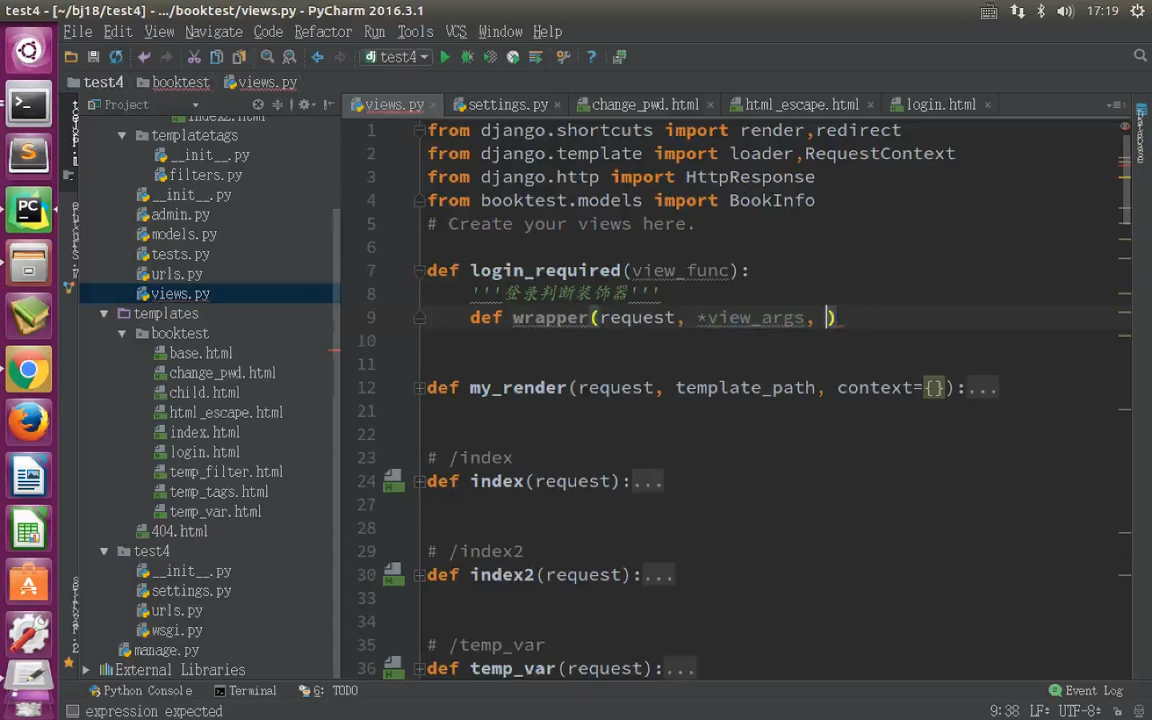 test4 - [~/bj18/test4] - .../booktest/views.py - PyCharm 2016.3.1
17:19
File Edit View Navigate Code Refactor Run Tools VCS Window Help
test4
test4 booktest views.py
Project
views.py settings.py change_pwd.html html_escape.html login.html
index2.html
templatetags
__init__.py
filters.py
__init__.py
admin.py
models.py
tests.py
urls.py
views.py
templates
booktest
base.html
change_pwd.html
child.html
html_escape.html
index.html
login.html
temp_filter.html
temp_tags.html
temp_var.html
404.html
test4
__init__.py
settings.py
urls.py
wsgi.py
manage.py
External Libraries
1 from django.shortcuts import render,redirect
2 from django.template import loader,RequestContext
3 from django.http import HttpResponse
4 from booktest.models import BookInfo
5 # Create your views here.
6
7 def login_required(view_func):
8 '''登录判断装饰器'''
9 def wrapper(request, *view_args, )
10
11
12 def my_render(request, template_path, context={}):...
21
22
23 # /index
24 def index(request):...
27
28
29 # /index2
30 def index2(request):...
33
34
35 # /temp_var
36 def temp_var(request):...
Python Console Terminal 6: TODO Event Log
expression expected 9:38 LF÷ UTF-8÷